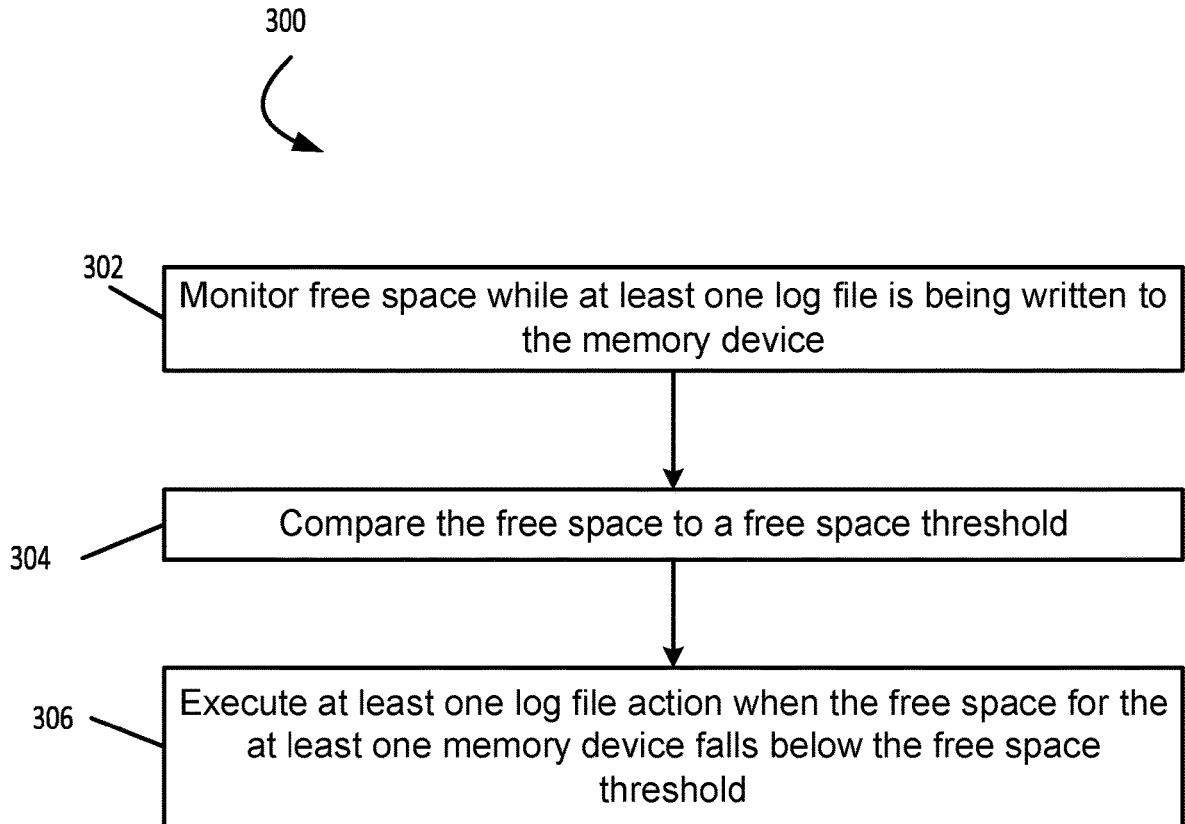 300
302
Monitor free space while at least one log file is being written to
the memory device
304
Compare the free space to a free space threshold
306
Execute at least one log file action when the free space for the
at least one memory device falls below the free space
threshold